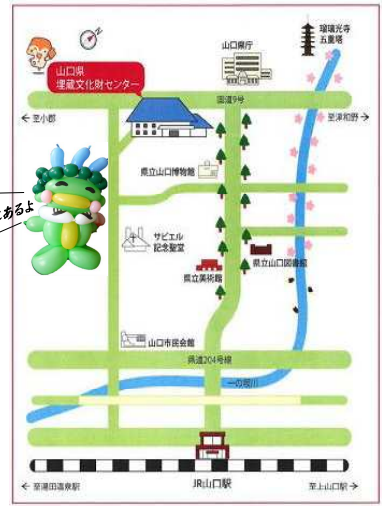 瑠璃光寺
五重塔
山口県庁
山口県
埋蔵文化財センター
国道9号
← 至小郡
至津和野 →
県立山口博物館
あるよ
サビエル
記念聖堂
県立山口図書館
県立美術館
山口市民会館
県道204号線
一の坂川
JR山口駅
← 至湯田温泉駅
至上山口駅 →